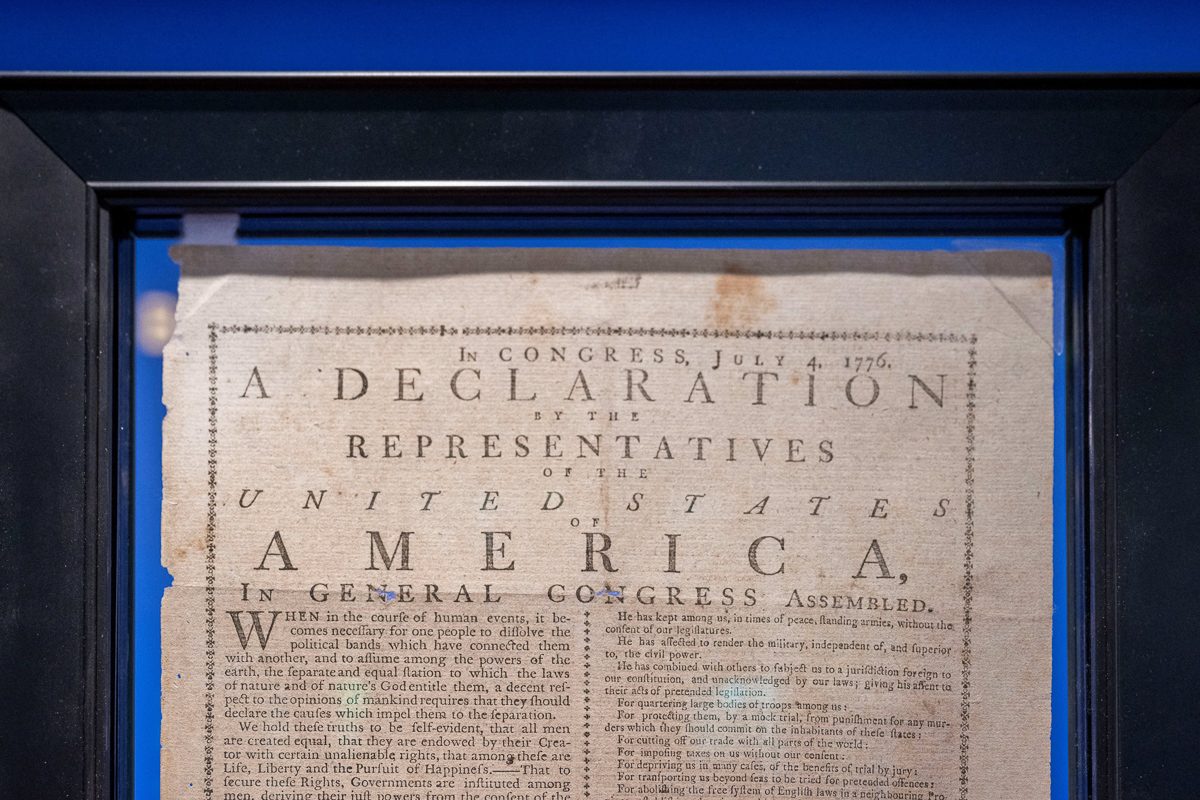 In CONGRESS, July 4, 1776.
A DECLARATION
BY THE
REPRESENTATIVES
OF THE
UNITED STATES
OF
AMERICA,
In GENERAL CONGRESS Assembled.
WHEN in the courſe of human events, it be-
comes neceſſary for one people to diſſolve the
political bands which have connected them
with another, and to aſſume among the powers of the
earth, the ſeparate and equal ſtation to which the laws
of nature and of nature's God entitle them, a decent reſ-
pect to the opinions of mankind requires that they ſhould
declare the cauſes which impel them to the ſeparation.
We hold theſe truths to be ſelf-evident, that all men
are created equal, that they are endowed by their Crea-
tor with certain unalienable rights, that among theſe are
Life, Liberty and the Purſuit of Happineſs.——That to
ſecure theſe Rights, Governments are inſtituted among
men, deriving their juſt powers from the conſent of the
He has kept among us, in times of peace, ſtanding armies, without the
conſent of our legiſlatures.
He has affected to render the military, independent of, and ſuperior
to, the civil power.
He has combined with others to ſubject us to a juriſdiction foreign to
our conſtitution, and unacknowledged by our laws; giving his aſſent to
their acts of pretended legiſlation.
For quartering large bodies of troops among us:
For protecting them, by a mock trial, from puniſhment for any mur-
ders which they ſhould commit on the inhabitants of theſe ſtates:
For cutting off our trade with all parts of the world:
For impoſing taxes on us without our conſent:
For depriving us in many caſes, of the benefits of trial by jury:
For tranſporting us beyond ſeas to be tried for pretended offences:
For aboliſhing the free ſyſtem of Engliſh laws in a neighbouring Pro-